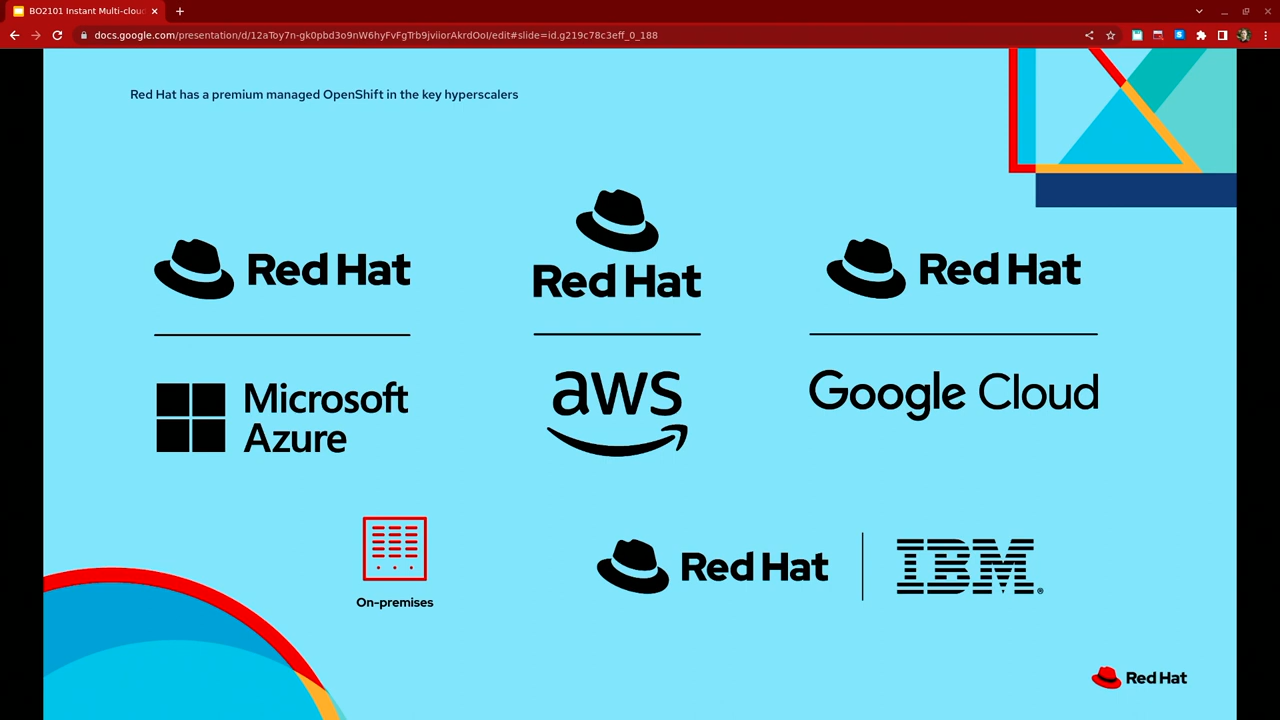 BO2101 Instant Multi-clou
docs.google.com/presentation/d/12aToy7n-gk0pbd3o9nW6hyFvFgTrb9jviiorAkrdOoI/edit#slide=id.g219c78c3eff_0_188
Red Hat has a premium managed OpenShift in the key hyperscalers
Red Hat
Red Hat
Red Hat
Microsoft
Azure
aws
Google Cloud
On-premises
Red Hat
IBM®
Red Hat